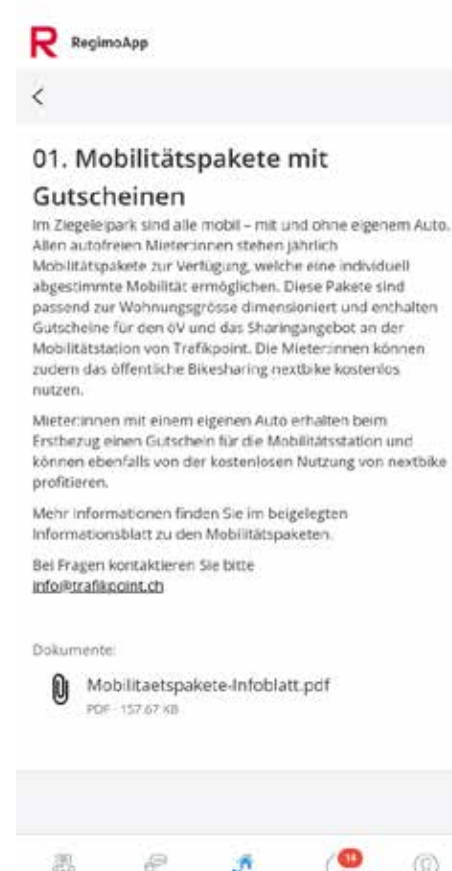 R RegimoApp
01. Mobilitätspakete mit
Gutscheinen
Im Ziegeleipark sind alle mobil – mit und ohne eigenem Auto.
Allen autofreien Mieter:innen stehen jährlich
Mobilitätspakete zur Verfügung, welche eine individuell
abgestimmte Mobilität ermöglichen. Diese Pakete sind
passend zur Wohnungsgrösse dimensioniert und enthalten
Gutscheine für den öV und das Sharingangebot an der
Mobilitätstation von Trafikpoint. Die Mieter:innen können
zudem das öffentliche Bikesharing nextbike kostenlos
nutzen.
Mieter:innen mit einem eigenen Auto erhalten beim
Erstbezug einen Gutschein für die Mobilitätsstation und
können ebenfalls von der kostenlosen Nutzung von nextbike
profitieren.
Mehr Informationen finden Sie im beigelegten
Informationsblatt zu den Mobilitätspaketen.
Bei Fragen kontaktieren Sie bitte
info@trafikpoint.ch
Dokumente:
Mobilitaetspakete-Infoblatt.pdf
PDF - 157.67 KB
14